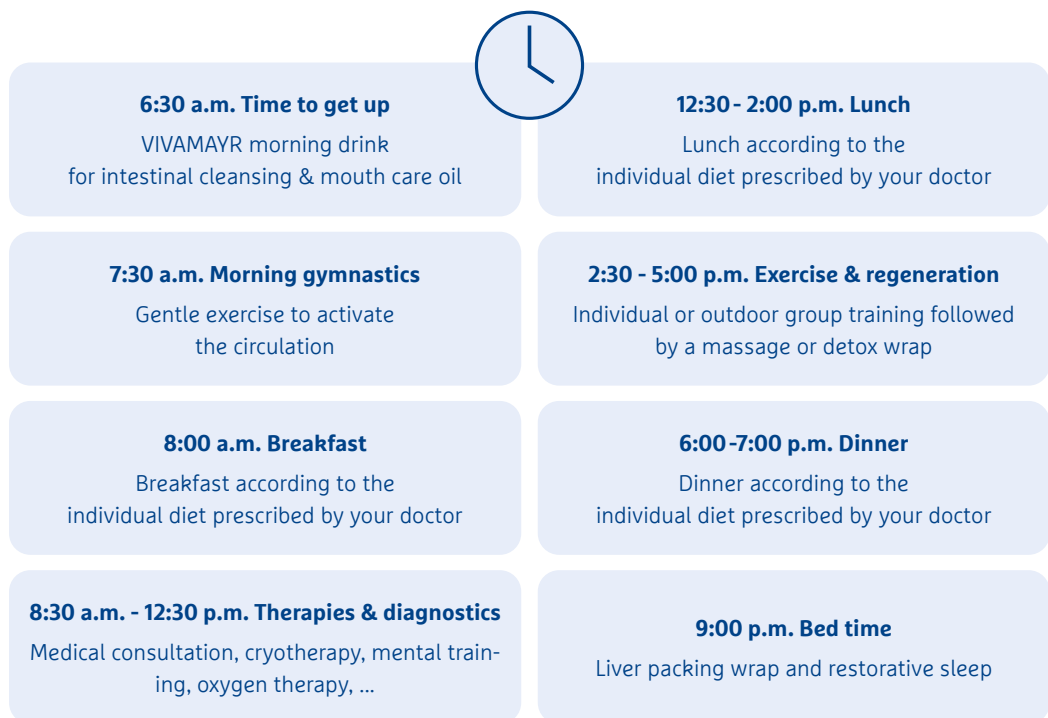 6:30 a.m. Time to get up
VIVAMAYR morning drink
for intestinal cleansing & mouth care oil
7:30 a.m. Morning gymnastics
Gentle exercise to activate
the circulation
8:00 a.m. Breakfast
Breakfast according to the
individual diet prescribed by your doctor
8:30 a.m. - 12:30 p.m. Therapies & diagnostics
Medical consultation, cryotherapy, mental train-
ing, oxygen therapy, ...
12:30 - 2:00 p.m. Lunch
Lunch according to the
individual diet prescribed by your doctor
2:30 - 5:00 p.m. Exercise & regeneration
Individual or outdoor group training followed
by a massage or detox wrap
6:00 -7:00 p.m. Dinner
Dinner according to the
individual diet prescribed by your doctor
9:00 p.m. Bed time
Liver packing wrap and restorative sleep